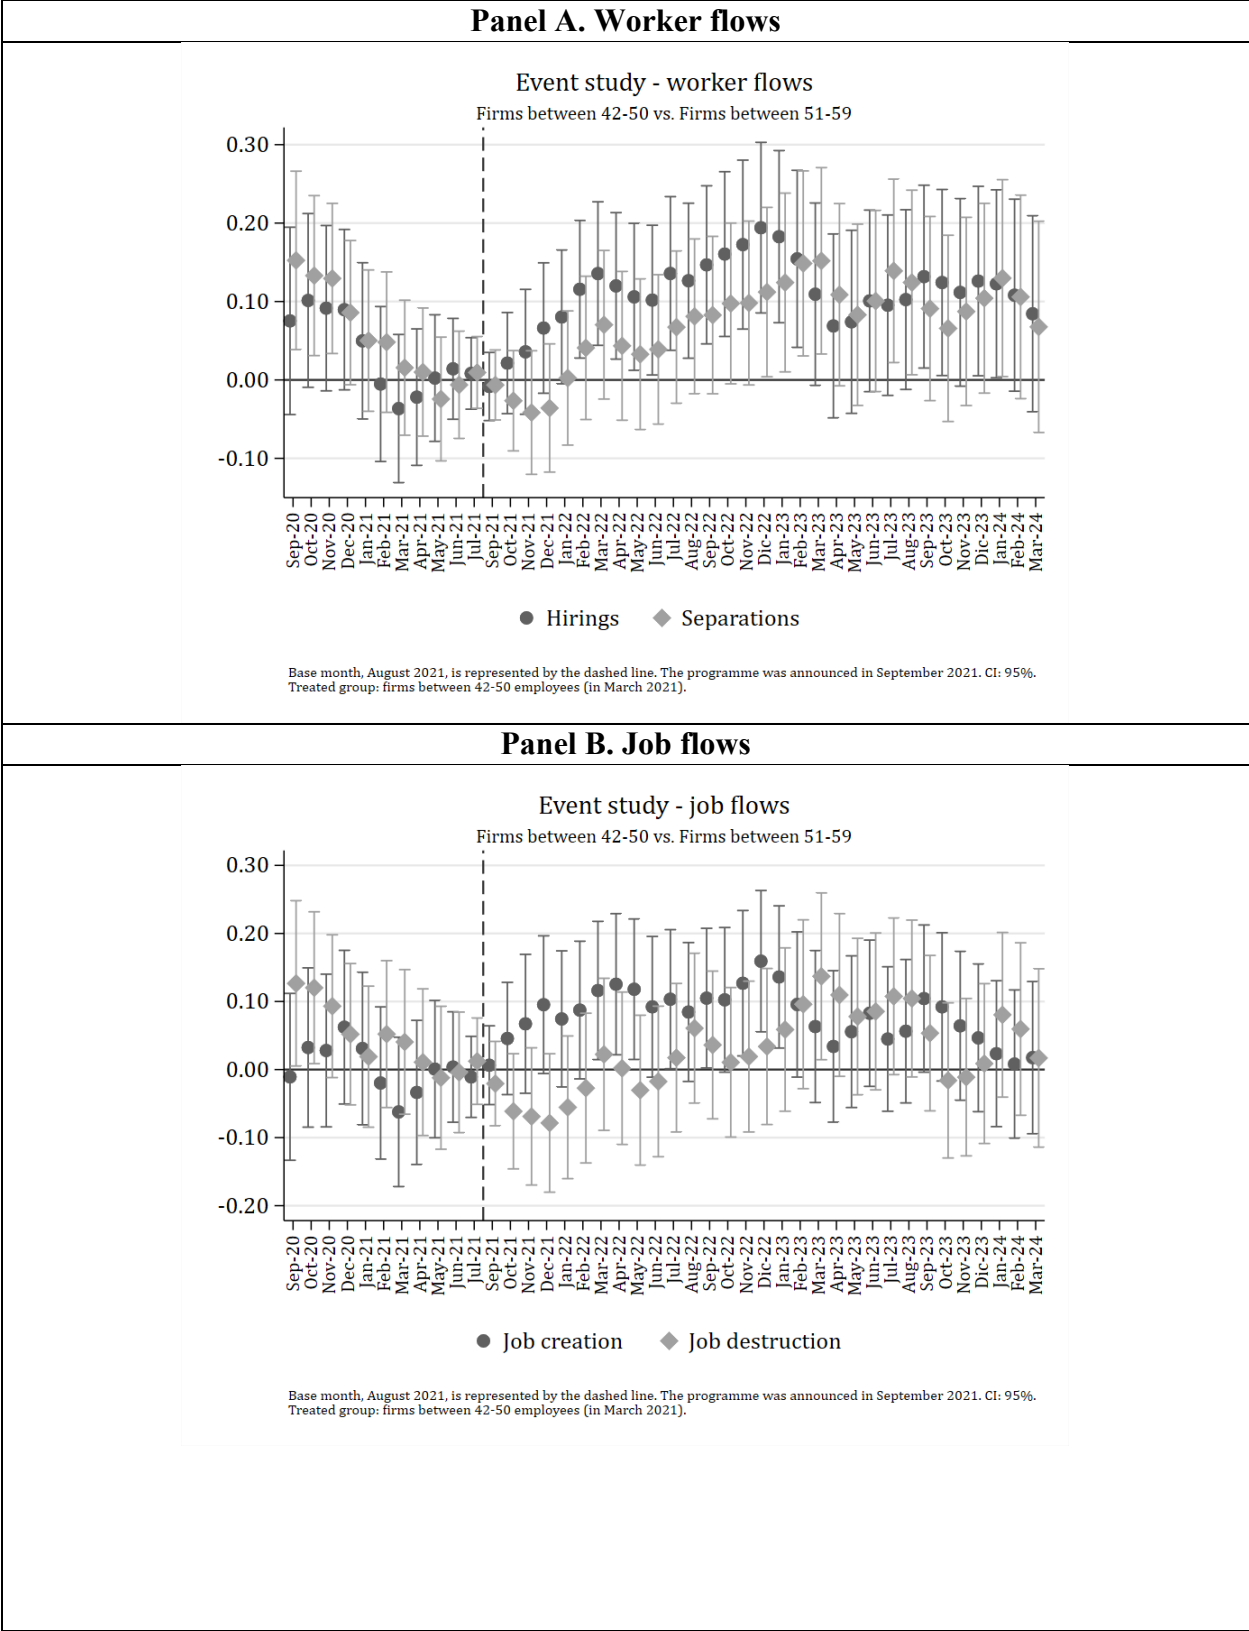 Panel A. Worker flows
Event study - worker flows
Firms between 42-50 vs. Firms between 51-59
0.30
0.20
0.10
0.00
-0.10
Sep-20
Oct-20
Nov-20
Dec-20
Jan-21
Feb-21
Mar-21
Apr-21
May-21
Jun-21
Jul-21
Sep-21
Oct-21
Nov-21
Dec-21
Jan-22
Feb-22
Mar-22
Apr-22
May-22
Jun-22
Jul-22
Aug-22
Sep-22
Oct-22
Nov-22
Dic-22
Jan-23
Feb-23
Mar-23
Apr-23
May-23
Jun-23
Jul-23
Aug-23
Sep-23
Oct-23
Nov-23
Dic-23
Jan-24
Feb-24
Mar-24
Hirings Separations
Base month, August 2021, is represented by the dashed line. The programme was announced in September 2021. CI: 95%.
Treated group: firms between 42-50 employees (in March 2021).
Panel B. Job flows
Event study - job flows
Firms between 42-50 vs. Firms between 51-59
0.30
0.20
0.10
0.00
-0.10
-0.20
Sep-20
Oct-20
Nov-20
Dec-20
Jan-21
Feb-21
Mar-21
Apr-21
May-21
Jun-21
Jul-21
Sep-21
Oct-21
Nov-21
Dec-21
Jan-22
Feb-22
Mar-22
Apr-22
May-22
Jun-22
Jul-22
Aug-22
Sep-22
Oct-22
Nov-22
Dic-22
Jan-23
Feb-23
Mar-23
Apr-23
May-23
Jun-23
Jul-23
Aug-23
Sep-23
Oct-23
Nov-23
Dic-23
Jan-24
Feb-24
Mar-24
Job creation Job destruction
Base month, August 2021, is represented by the dashed line. The programme was announced in September 2021. CI: 95%.
Treated group: firms between 42-50 employees (in March 2021).